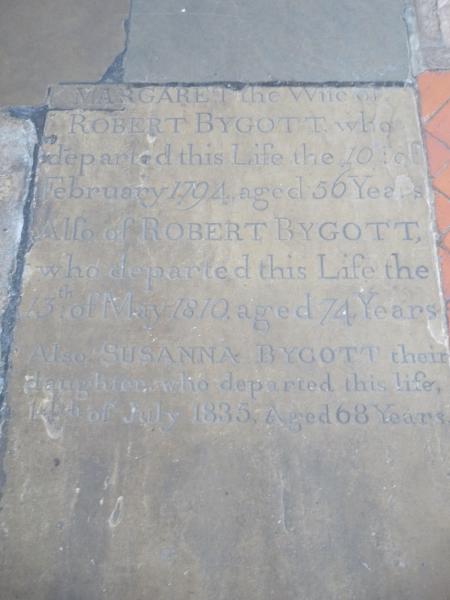 MARGARET the Wife of
ROBERT BYGOTT, who
departed this Life the 10th of
February 1794, aged 56 Years
Also of ROBERT BYGOTT,
who departed this Life the
13th of May 1810, aged 74 Years
Also, SUSANNA BYGOTT their
daughter, who departed this life,
of July 1835, Aged 68 Years.